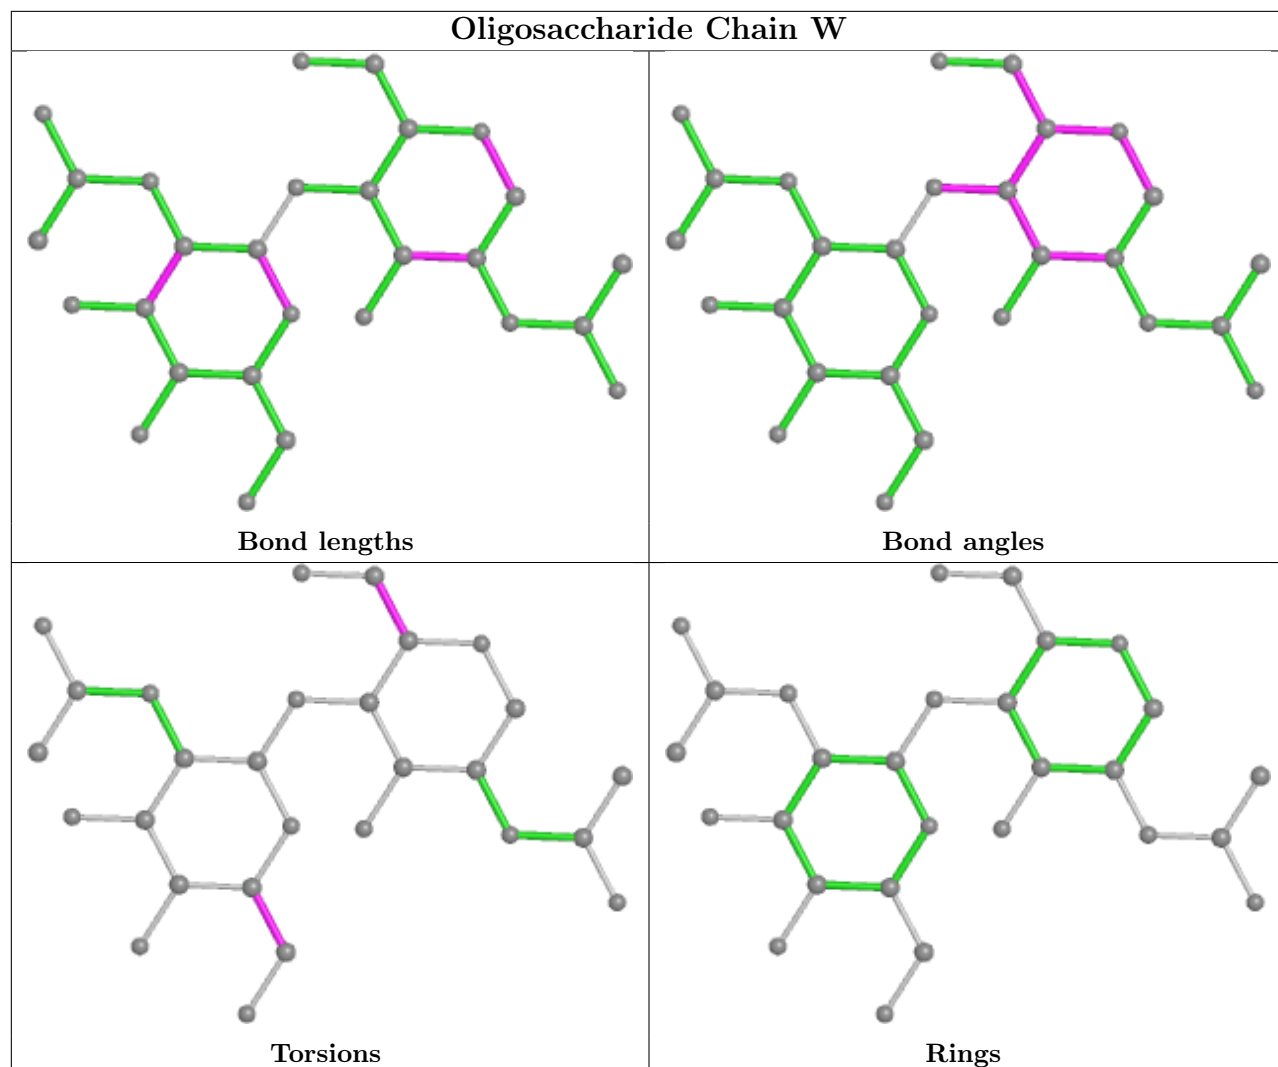 Oligosaccharide Chain W
Bond lengths
Bond angles
Torsions
Rings